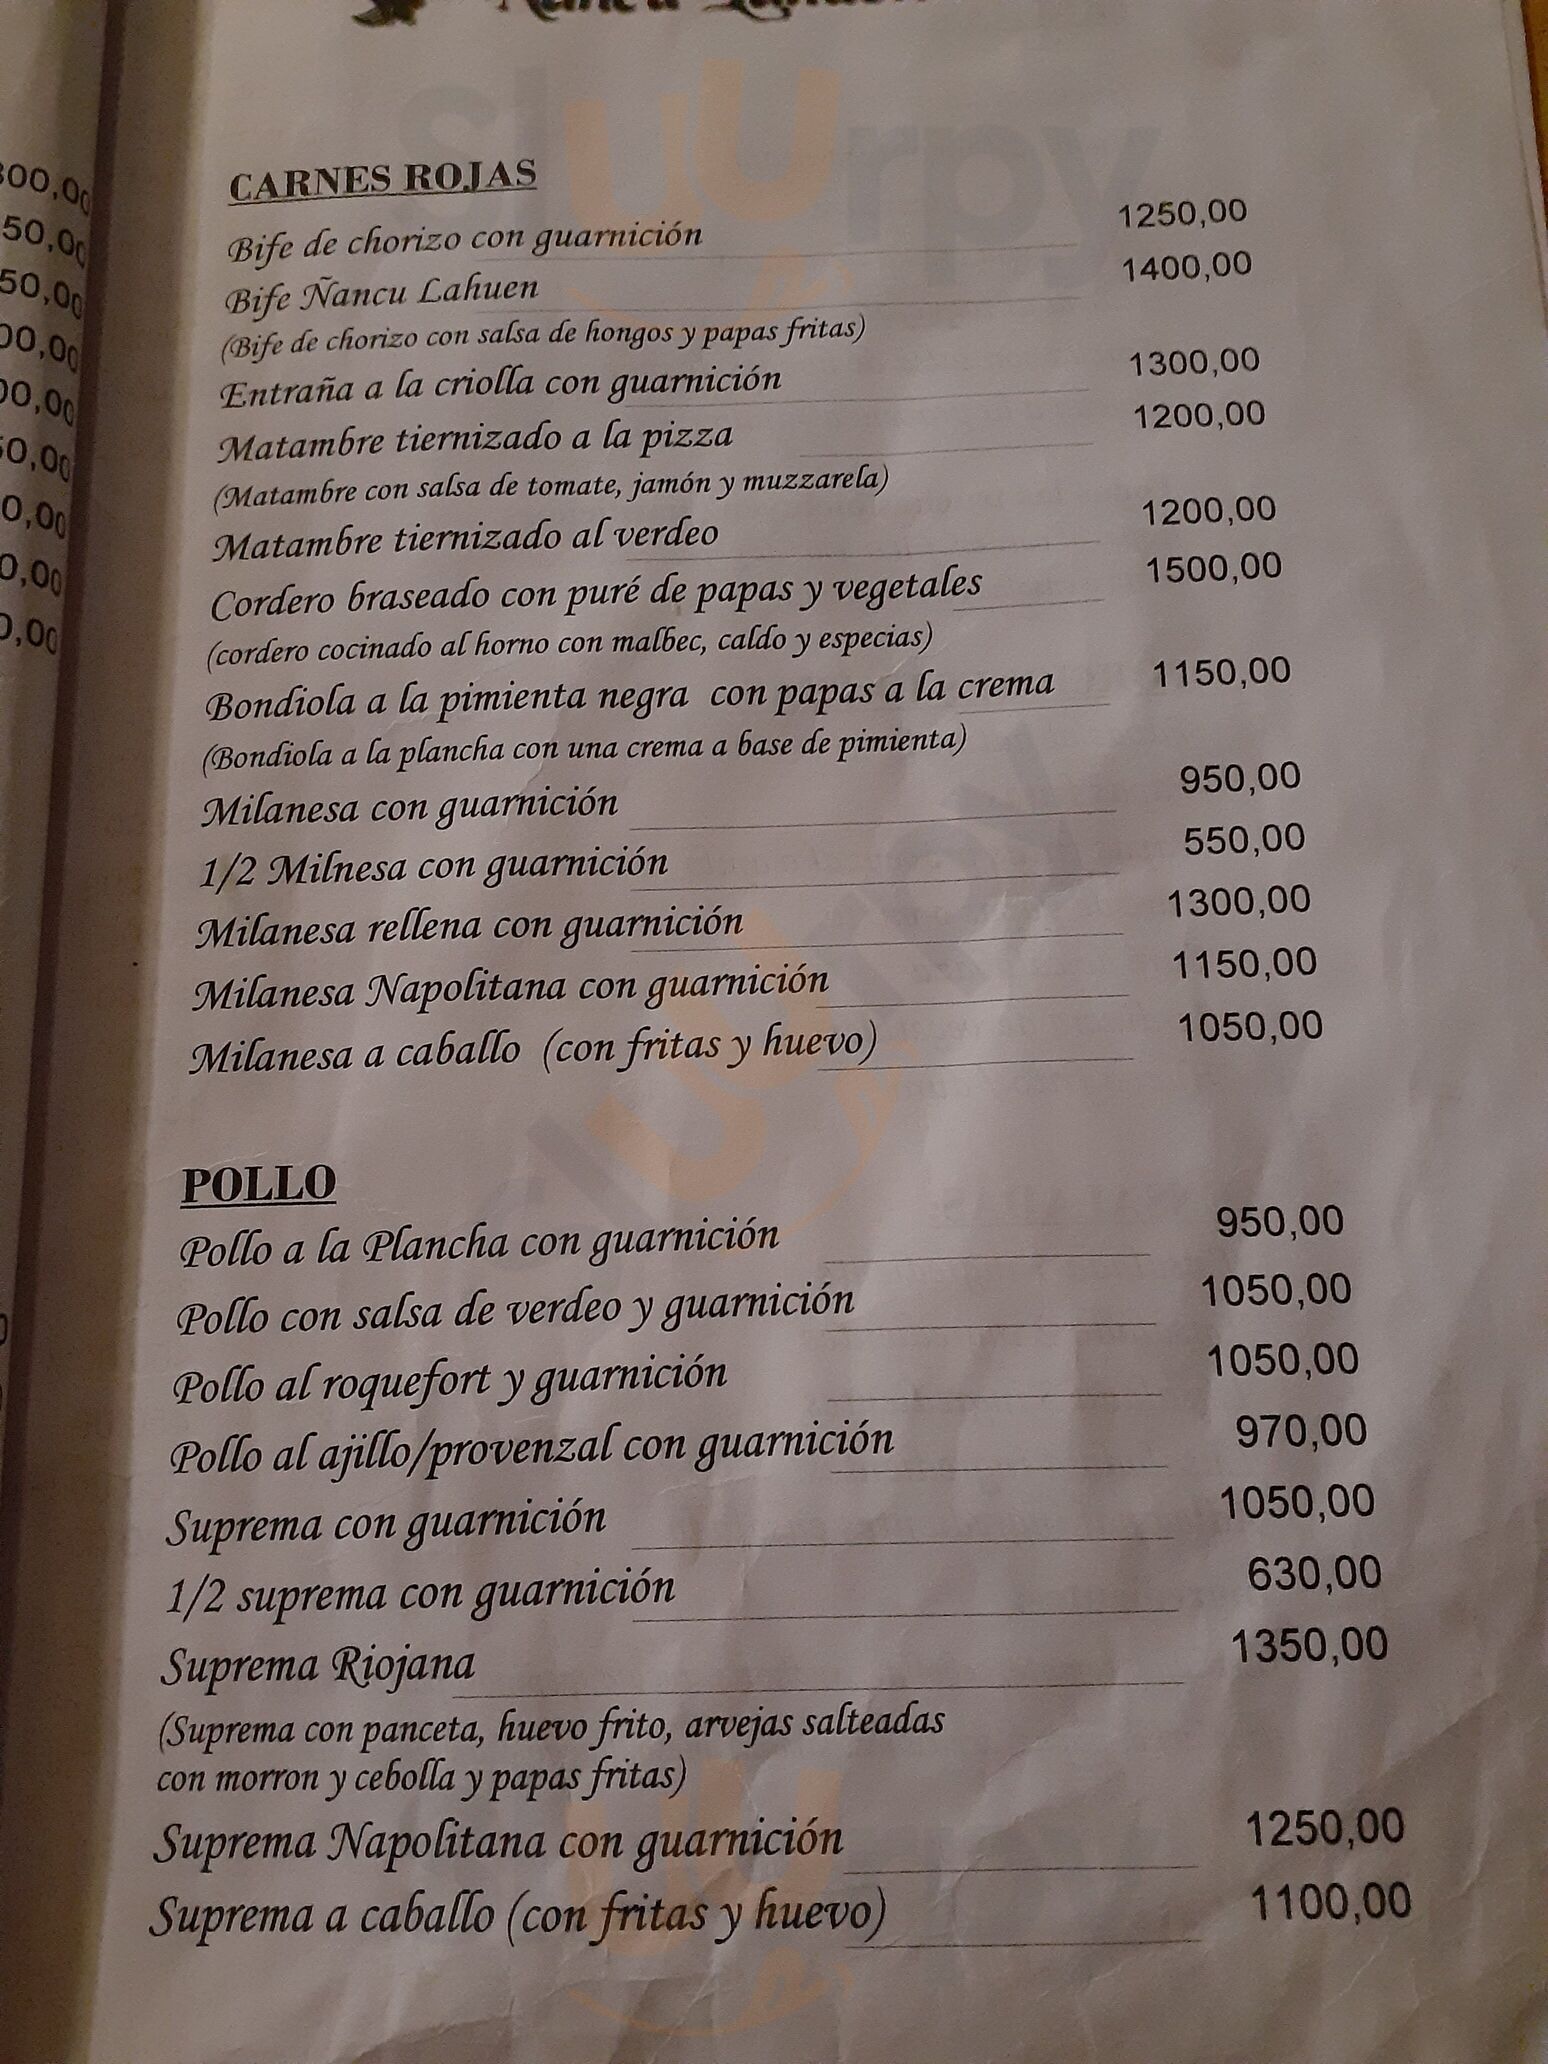 CARNES ROJAS
Bife de chorizo con guarnición 1250,00
Bife Ñancu Lahuen 1400,00
(Bife de chorizo con salsa de hongos y papas fritas)
Entraña a la criolla con guarnición 1300,00
Matambre tiernizado a la pizza 1200,00
(Matambre con salsa de tomate, jamón y muzzarela)
Matambre tiernizado al verdeo 1200,00
Cordero braseado con puré de papas y vegetales 1500,00
(cordero cocinado al horno con malbec, caldo y especias)
Bondiola a la pimienta negra con papas a la crema 1150,00
(Bondiola a la plancha con una crema a base de pimienta)
Milanesa con guarnición 950,00
1/2 Milnesa con guarnición 550,00
Milanesa rellena con guarnición 1300,00
Milanesa Napolitana con guarnición 1150,00
Milanesa a caballo (con fritas y huevo) 1050,00
POLLO
Pollo a la Plancha con guarnición 950,00
Pollo con salsa de verdeo y guarnición 1050,00
Pollo al roquefort y guarnición 1050,00
Pollo al ajillo/provenzal con guarnición 970,00
Suprema con guarnición 1050,00
1/2 suprema con guarnición 630,00
Suprema Riojana 1350,00
(Suprema con panceta, huevo frito, arvejas salteadas
con morron y cebolla y papas fritas)
Suprema Napolitana con guarnición 1250,00
Suprema a caballo (con fritas y huevo) 1100,00